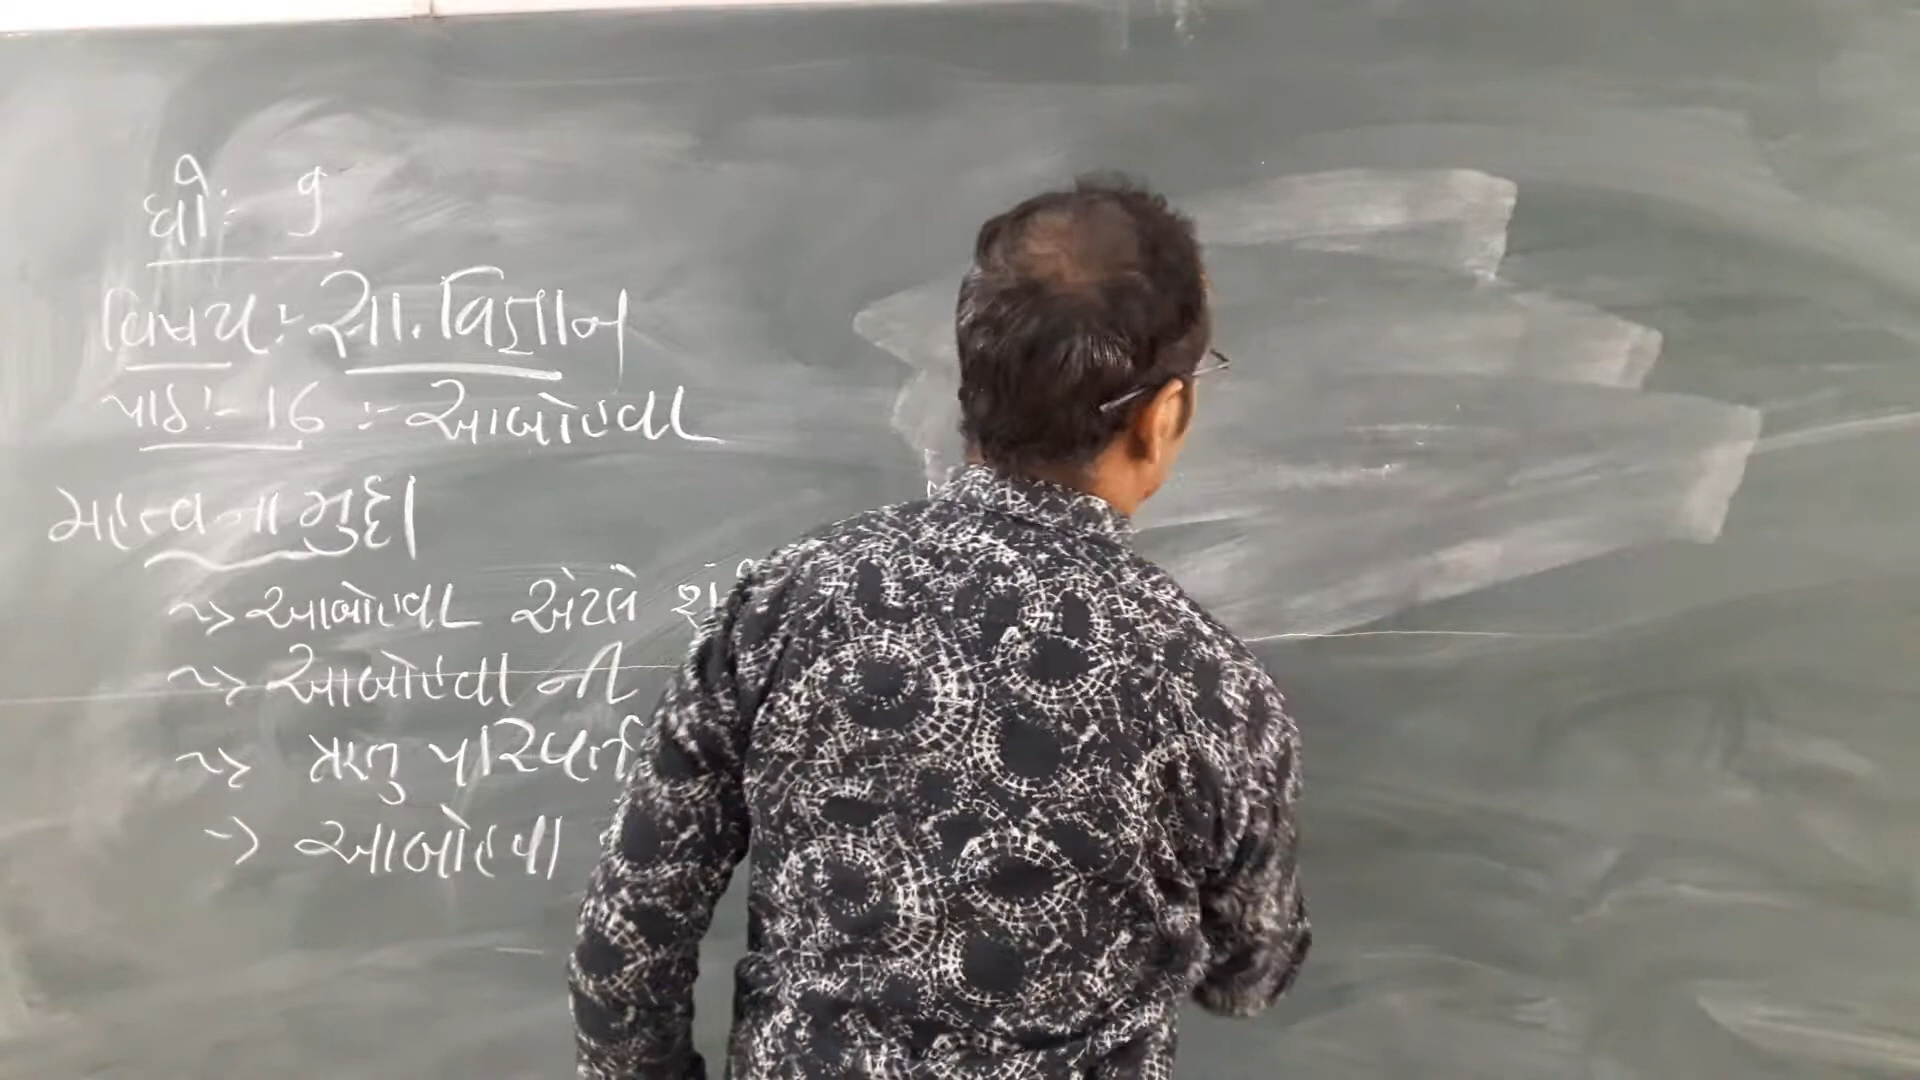 ધો:- 9
વિષય:- સા. વિજ્ઞાન
પાઠ:- 16 :- આબોહવા
મહત્ત્વના મુદ્દા
~> આબોહવા એટલે શું
~> આબોહવા ની
~> ઋતુ પરિવર્ત
-> આબોહવા